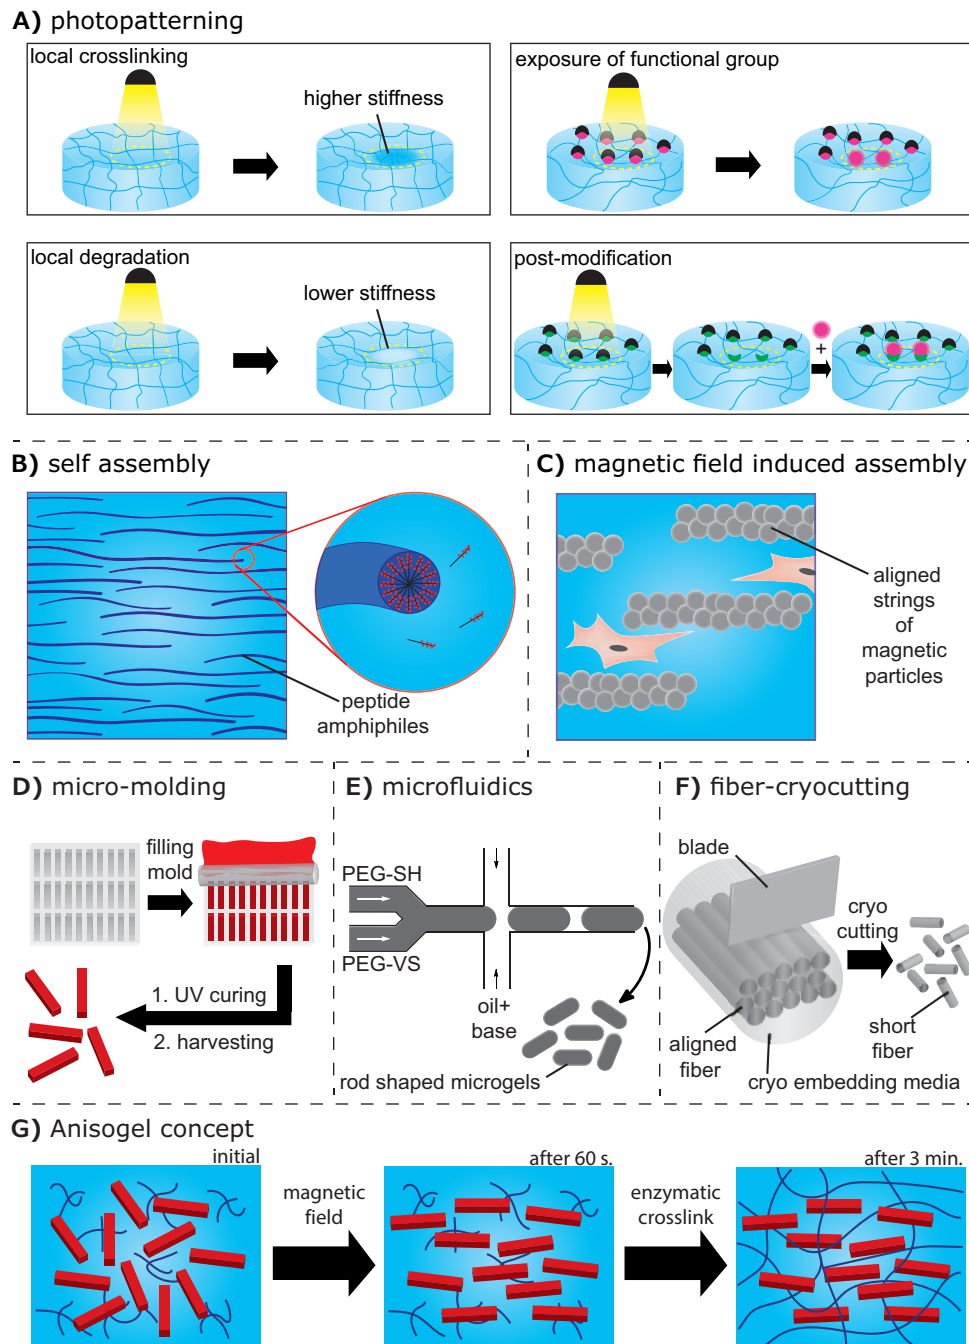 A) photopatterning
local crosslinking
higher stiffness
exposure of functional group
local degradation
lower stiffness
post-modification
+
B) self assembly
peptide
amphiphiles
C) magnetic field induced assembly
aligned
strings
of
magnetic
particles
D) micro-molding
filling
mold
1. UV curing
2. harvesting
E) microfluidics
PEG-SH
PEG-VS
oil+
base
rod shaped microgels
F) fiber-cryocutting
blade
cryo
cutting
short
fiber
aligned
fiber
cryo embedding media
G) Anisogel concept
initial
magnetic
field
after 60 s.
enzymatic
crosslink
after 3 min.